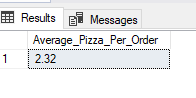 Results Messages
Average_Pizza_Per_Order
1 2.32